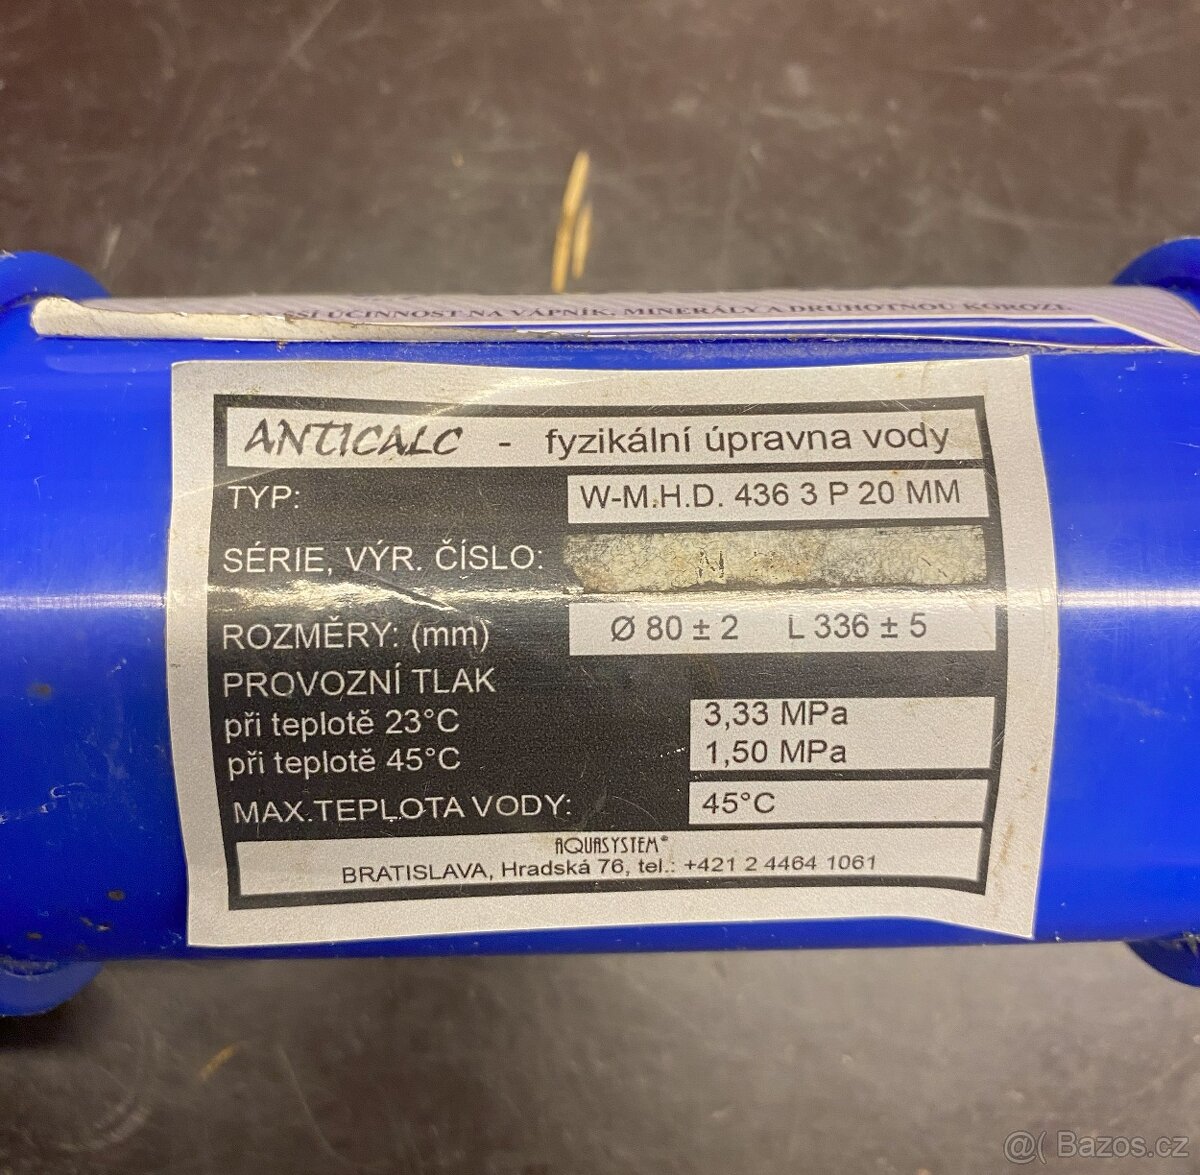 ÚČINNOST NA VÁPNÍK, MINERÁLY A DRUHOTNOU KOROZI.
ANTICALC - fyzikální úpravna vody
TYP: W-M.H.D. 436 3 P 20 MM
SÉRIE, VÝR. ČÍSLO:
ROZMĚRY: (mm) Ø 80 ± 2 L 336 ± 5
PROVOZNÍ TLAK
při teplotě 23°C 3,33 MPa
při teplotě 45°C 1,50 MPa
MAX.TEPLOTA VODY: 45°C
AQUASYSTEM®
BRATISLAVA, Hradská 76, tel.: +421 2 4464 1061
@( Bazos.cz